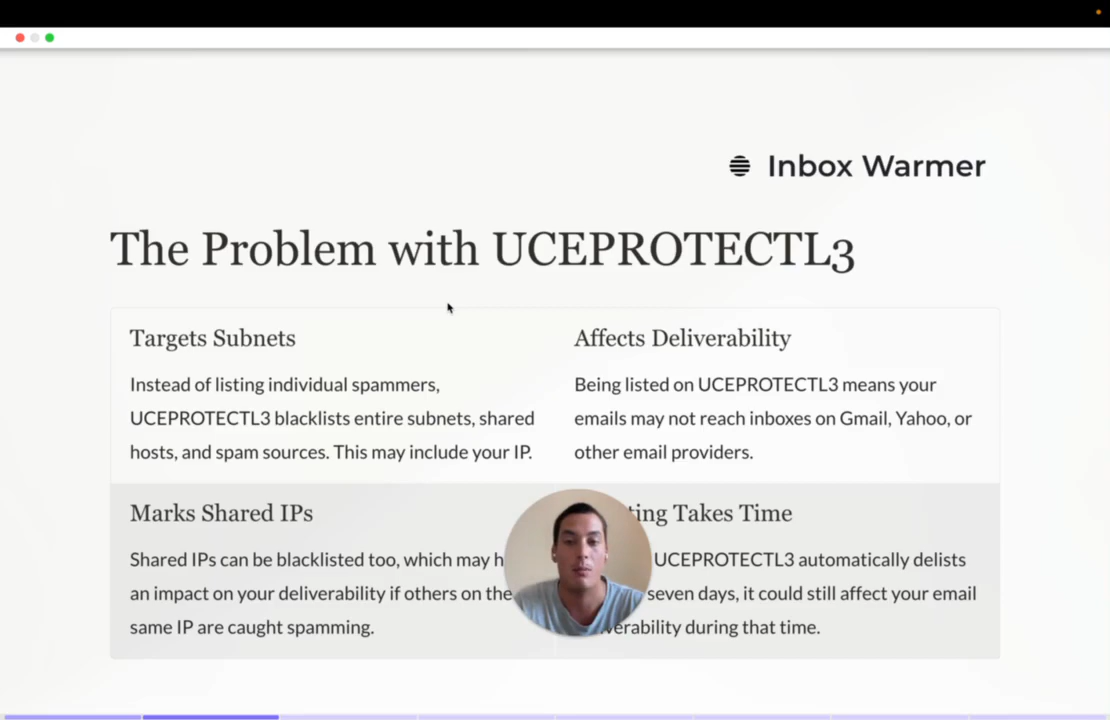 Inbox Warmer
The Problem with UCEPROTECTL3
Targets Subnets
Instead of listing individual spammers,
UCEPROTECTL3 blacklists entire subnets, shared
hosts, and spam sources. This may include your IP.
Affects Deliverability
Being listed on UCEPROTECTL3 means your
emails may not reach inboxes on Gmail, Yahoo, or
other email providers.
Marks Shared IPs
Shared IPs can be blacklisted too, which may
an impact on your deliverability if others on the
same IP are caught spamming.
Takes Time
UCEPROTECTL3 automatically delists
seven days, it could still affect your email
during that time.